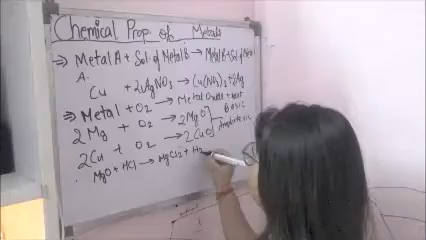 Chemical Prop. of Metals
⇒ Metal A + Sol. of Metal B → Metal B + Sol. of Metal
A.
Cu + 2AgNO3 → Cu(NO3)2 + 2Ag
⇒ Metal + O2 → Metal Oxide + heat
2Mg + O2 → 2MgO Basic
2Cu + O2 → 2CuO Amphoteric
MgO + HCl → MgCl2 + H2